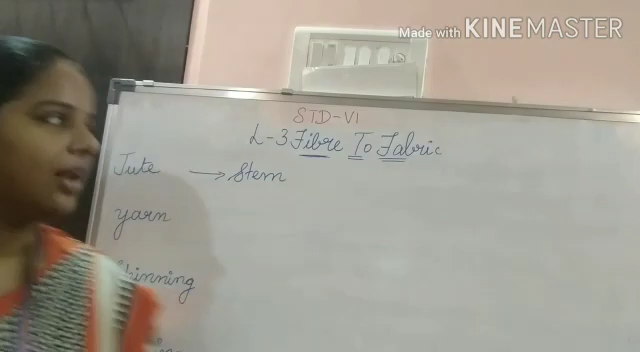 Made with KINEMASTER
STD-VI
L-3 Fibre To Fabric
Jute → Stem
yarn